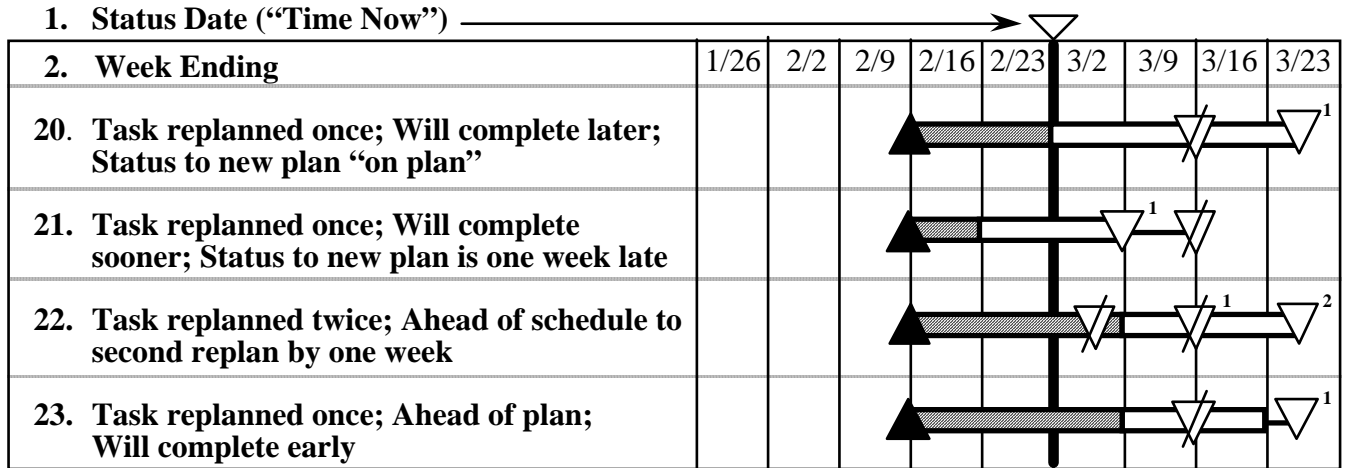 1. Status Date (“Time Now”)
2. Week Ending 1/26 2/2 2/9 2/16 2/23 3/2 3/9 3/16 3/23
20. Task replanned once; Will complete later; 1
Status to new plan “on plan”
21. Task replanned once; Will complete 1
sooner; Status to new plan is one week late
22. Task replanned twice; Ahead of schedule to 1 2
second replan by one week
23. Task replanned once; Ahead of plan; 1
Will complete early